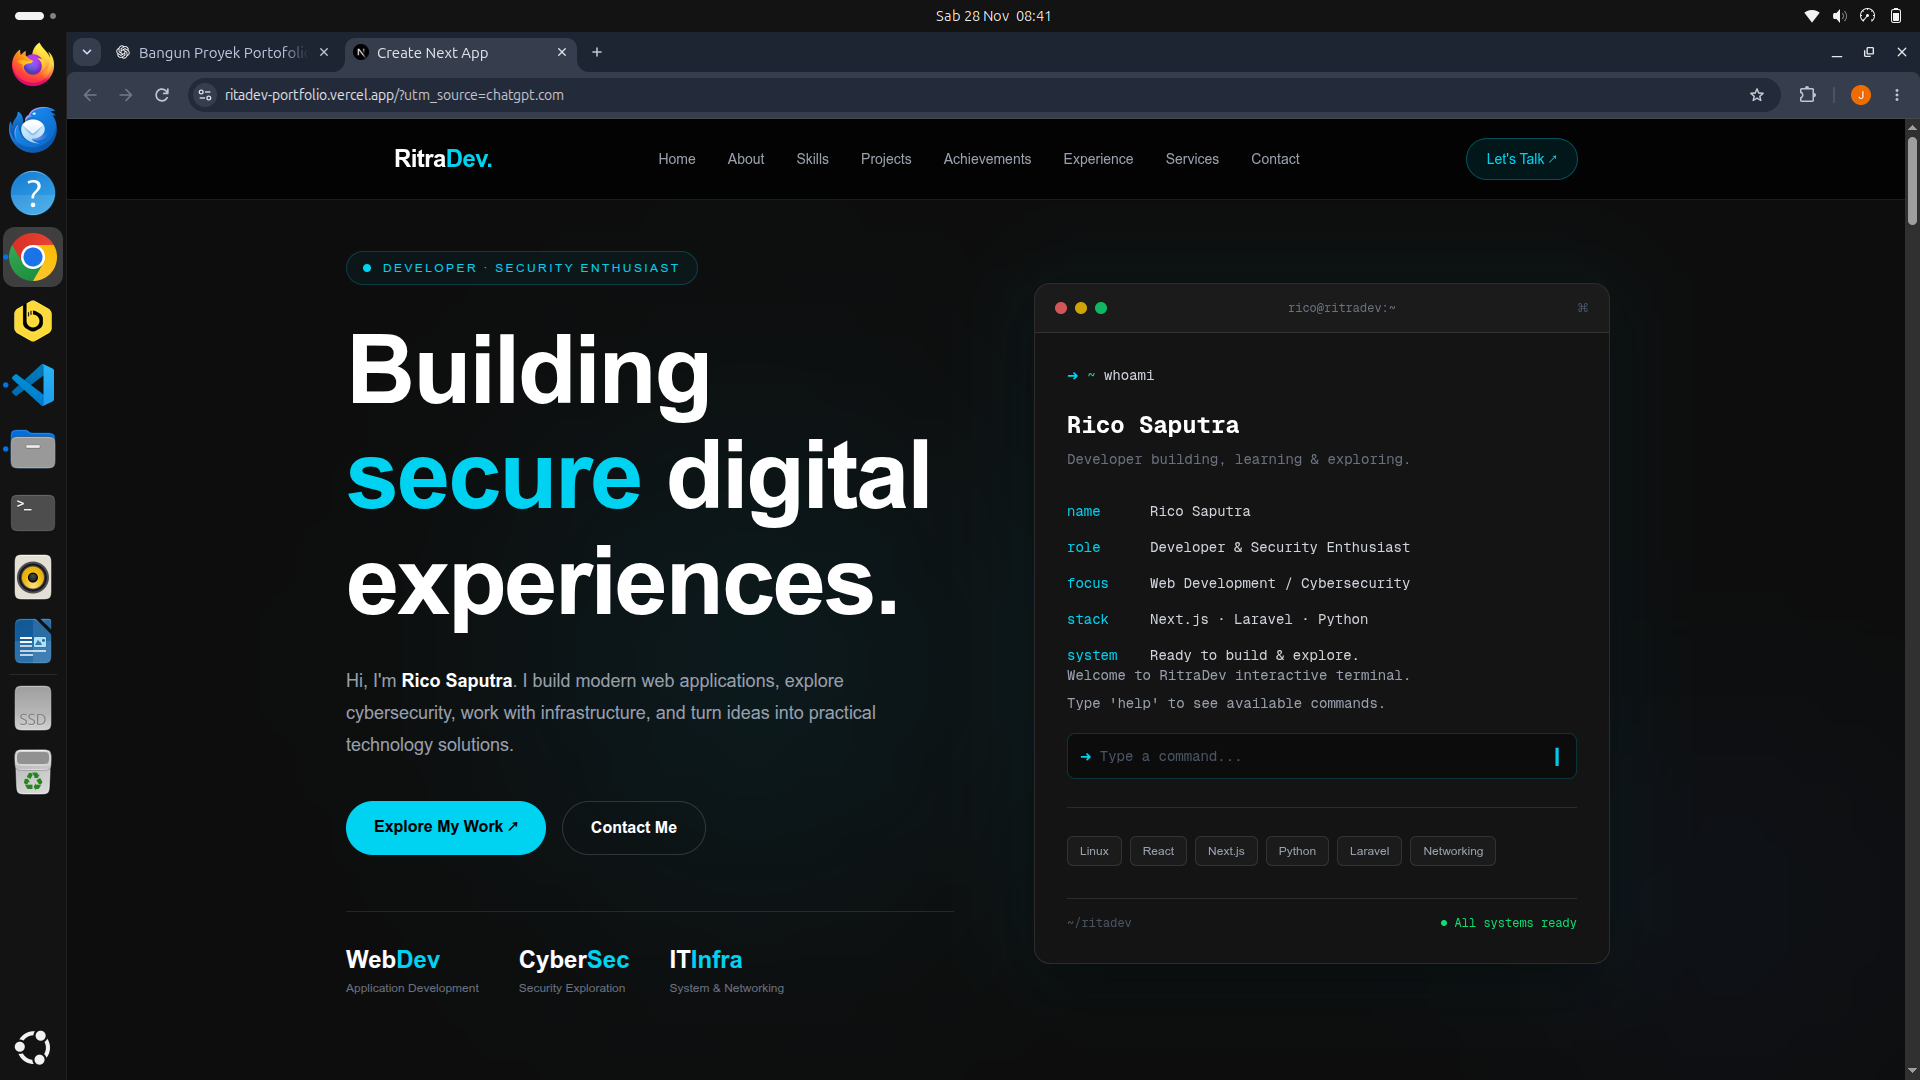 Sab 28 Nov 08:41
Bangun Proyek Portofoli
Create Next App
ritadev-portfolio.vercel.app/?utm_source=chatgpt.com
J
RitraDev.
Home About Skills Projects Achievements Experience Services Contact
Let's Talk ↗
DEVELOPER · SECURITY ENTHUSIAST
Building
secure digital
experiences.
Hi, I'm Rico Saputra. I build modern web applications, explore
cybersecurity, work with infrastructure, and turn ideas into practical
technology solutions.
Explore My Work ↗
Contact Me
WebDev
Application Development
CyberSec
Security Exploration
ITInfra
System & Networking
rico@ritradev:~ ⌘
➜ ~ whoami
Rico Saputra
Developer building, learning & exploring.
name Rico Saputra
role Developer & Security Enthusiast
focus Web Development / Cybersecurity
stack Next.js · Laravel · Python
system Ready to build & explore.
Welcome to RitraDev interactive terminal.
Type 'help' to see available commands.
➜ Type a command...
Linux React Next.js Python Laravel Networking
~/ritadev
● All systems ready
SSD